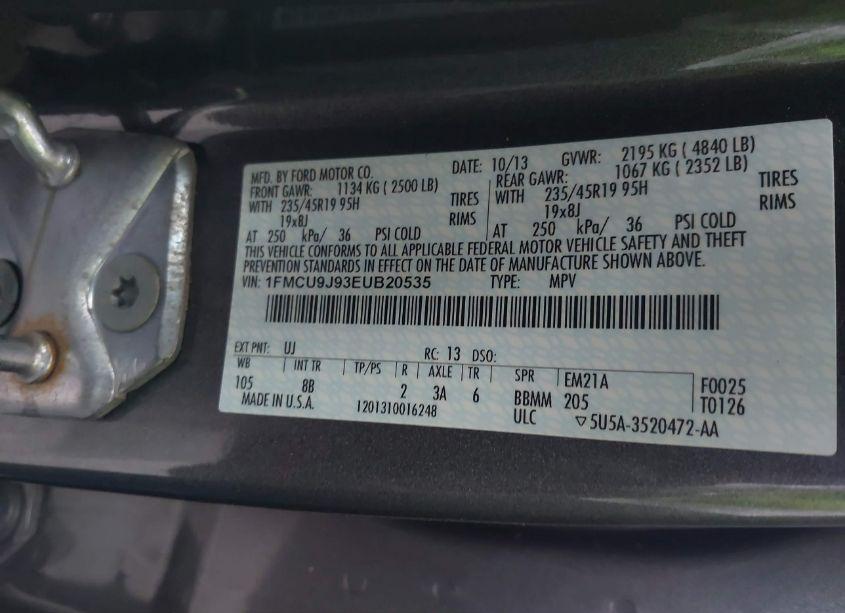 MFD. BY FORD MOTOR CO. DATE: 10/13 GVWR: 2195 KG ( 4840 LB)
FRONT GAWR: 1134 KG ( 2500 LB) REAR GAWR: 1067 KG ( 2352 LB)
WITH 235/45R19 95H TIRES WITH 235/45R19 95H TIRES
19x8J RIMS 19x8J RIMS
AT 250 kPa/ 36 PSI COLD AT 250 kPa/ 36 PSI COLD
THIS VEHICLE CONFORMS TO ALL APPLICABLE FEDERAL MOTOR VEHICLE SAFETY AND THEFT
PREVENTION STANDARDS IN EFFECT ON THE DATE OF MANUFACTURE SHOWN ABOVE.
VIN: 1FMCU9J93EUB20535 TYPE: MPV
EXT PNT: UJ RC: 13 DSO:
WB INT TR TP/PS R AXLE TR SPR EM21A F0025
105 8B 2 3A 6 BBMM 205 T0126
MADE IN U.S.A. 1201310016248 ULC ▽5U5A-3520472-AA